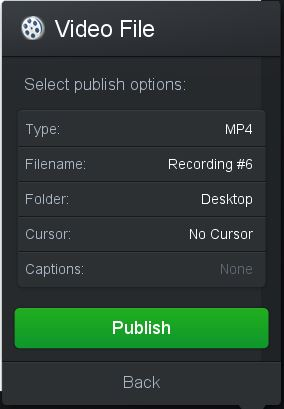 Video File
Select publish options:
Type: MP4
Filename: Recording #6
Folder: Desktop
Cursor: No Cursor
Captions: None
Publish
Back